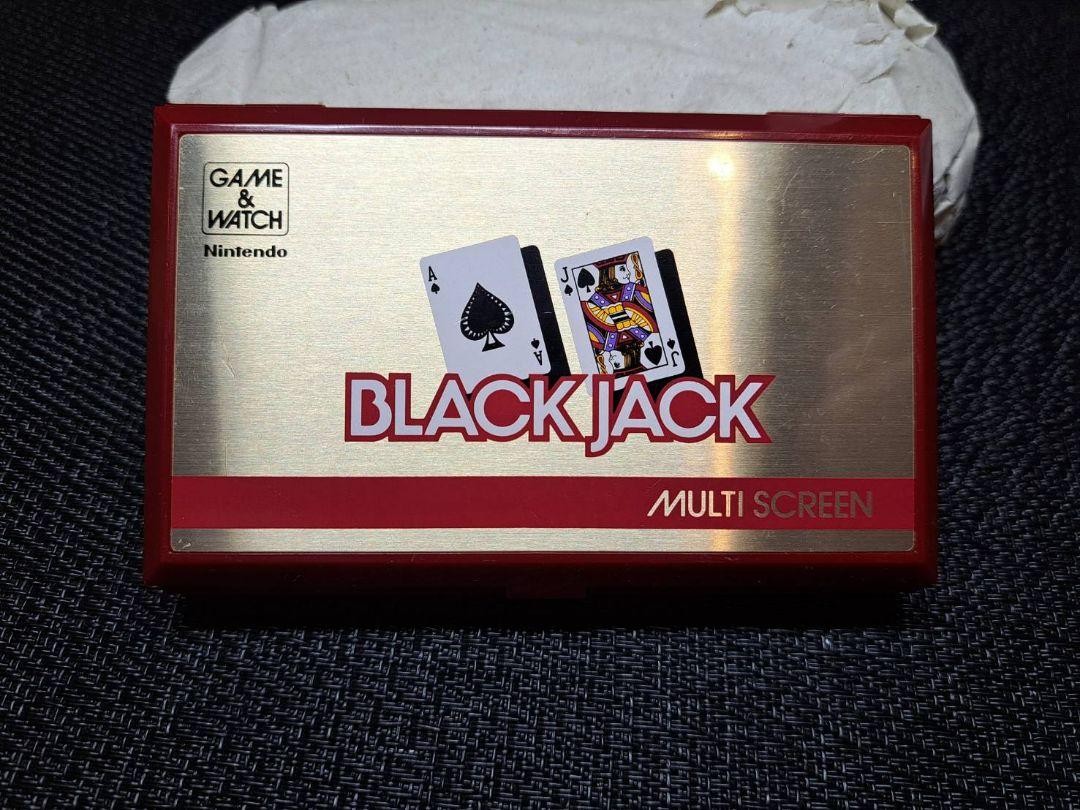 GAME
&
WATCH
Nintendo
A
A
J
J
BLACK JACK
MULTI SCREEN